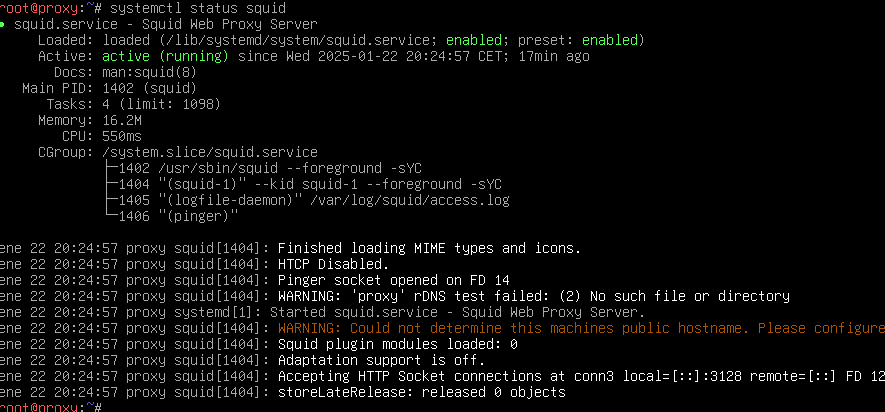 root@proxy:~# systemctl status squid
● squid.service - Squid Web Proxy Server
Loaded: loaded (/lib/systemd/system/squid.service; enabled; preset: enabled)
Active: active (running) since Wed 2025-01-22 20:24:57 CET; 17min ago
Docs: man:squid(8)
Main PID: 1402 (squid)
Tasks: 4 (limit: 1098)
Memory: 16.2M
CPU: 550ms
CGroup: /system.slice/squid.service
├─1402 /usr/sbin/squid --foreground -sYC
├─1404 "(squid-1)" --kid squid-1 --foreground -sYC
├─1405 "(logfile-daemon)" /var/log/squid/access.log
└─1406 "(pinger)"
ene 22 20:24:57 proxy squid[1404]: Finished loading MIME types and icons.
ene 22 20:24:57 proxy squid[1404]: HTCP Disabled.
ene 22 20:24:57 proxy squid[1404]: Pinger socket opened on FD 14
ene 22 20:24:57 proxy squid[1404]: WARNING: 'proxy' rDNS test failed: (2) No such file or directory
ene 22 20:24:57 proxy systemd[1]: Started squid.service - Squid Web Proxy Server.
ene 22 20:24:57 proxy squid[1404]: WARNING: Could not determine this machines public hostname. Please configure
ene 22 20:24:57 proxy squid[1404]: Squid plugin modules loaded: 0
ene 22 20:24:57 proxy squid[1404]: Adaptation support is off.
ene 22 20:24:57 proxy squid[1404]: Accepting HTTP Socket connections at conn3 local=[::]:3128 remote=[::] FD 12
ene 22 20:24:57 proxy squid[1404]: storeLateRelease: released 0 objects
root@proxy:~#